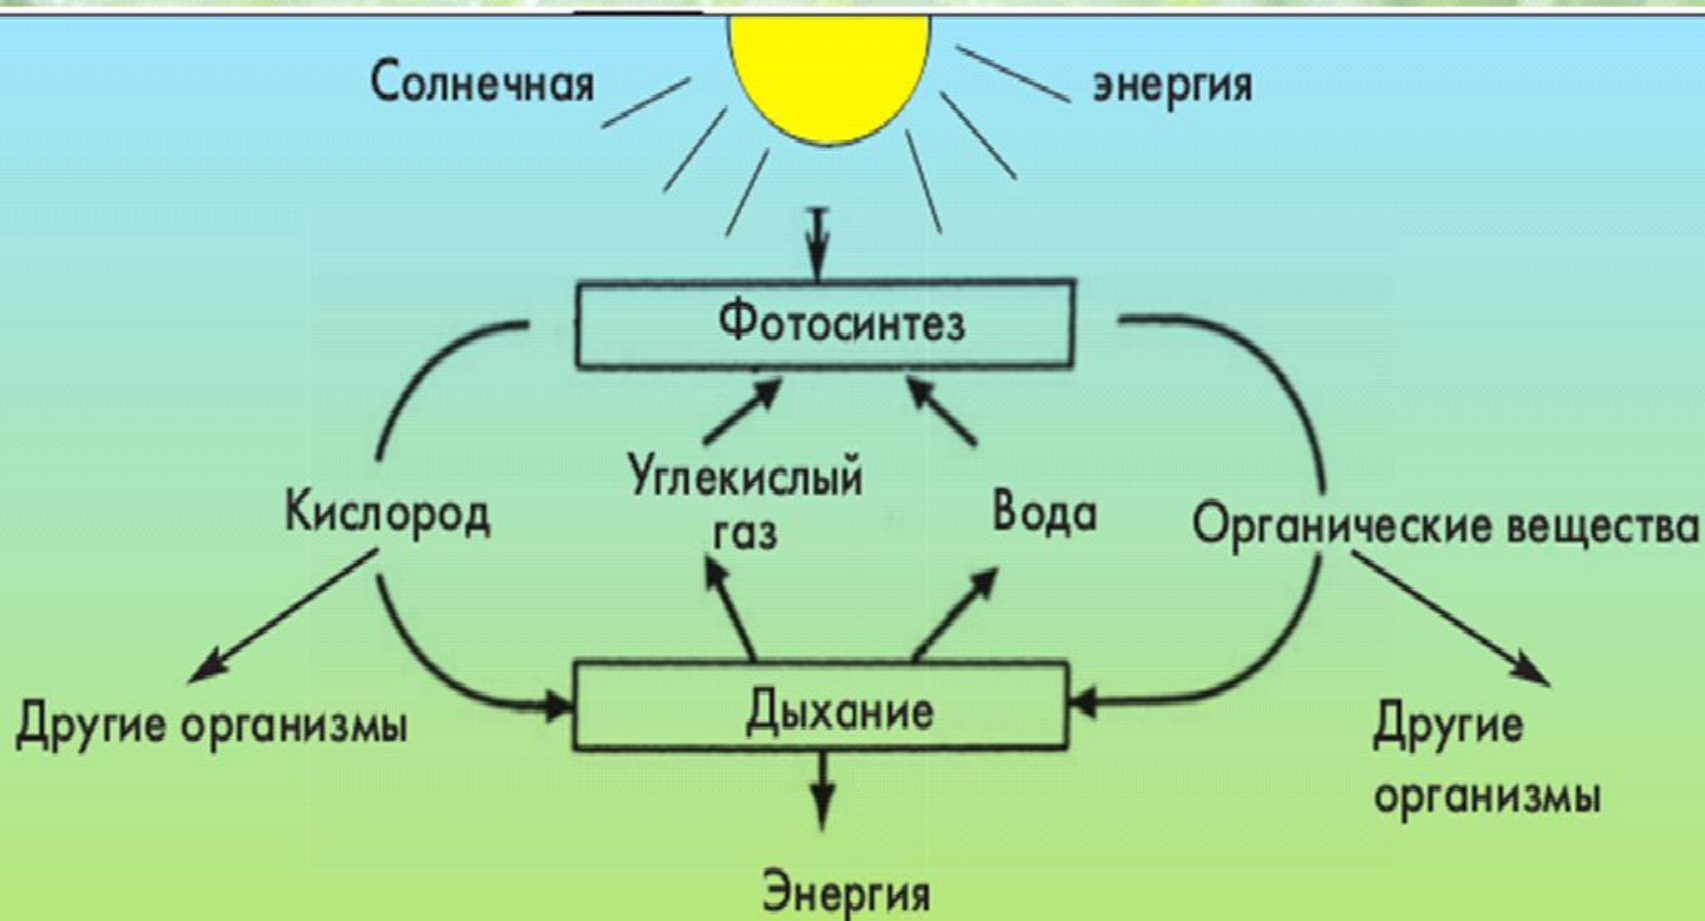 Солнечная энергия
Фотосинтез
Углекислый
газ
Кислород
Вода
Органические вещества
Дыхание
Другие организмы
Другие
организмы
Энергия